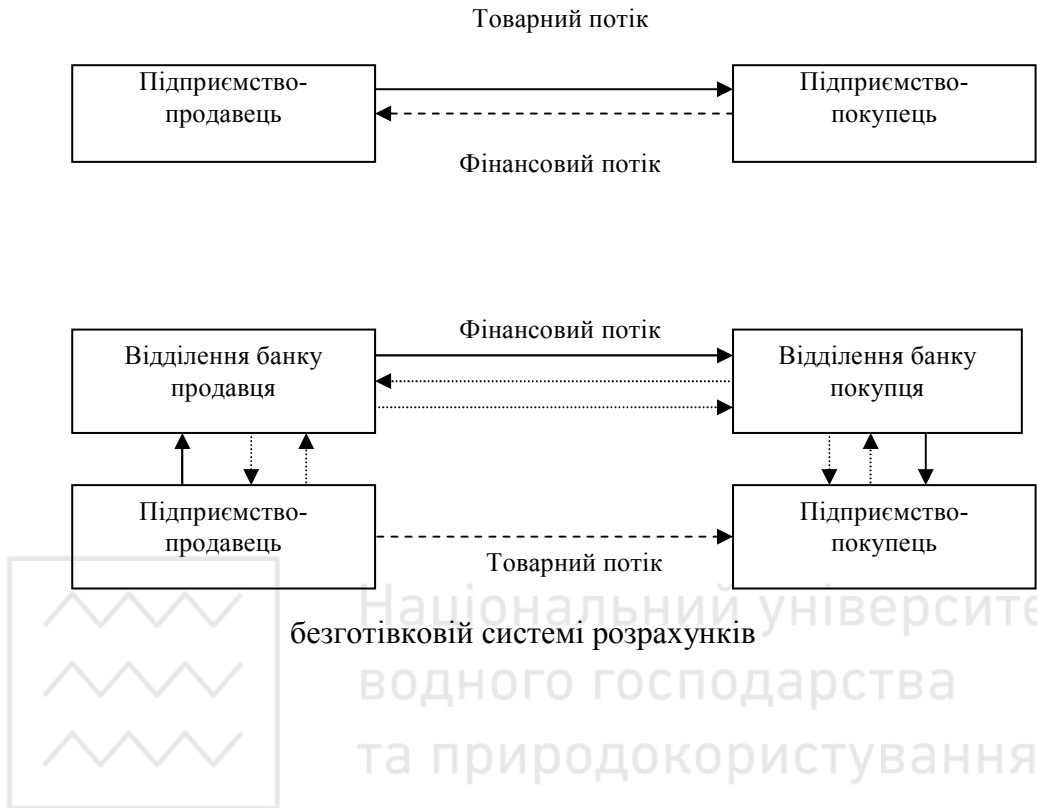 Товарний потік
Підприємство-
продавець
Підприємство-
покупець
Фінансовий потік
Фінансовий потік
Відділення банку
продавця
Відділення банку
покупця
Підприємство-
продавець
Підприємство-
покупець
Товарний потік
безготівковій системі розрахунків
Національний університе
водного господарства
та природокористування